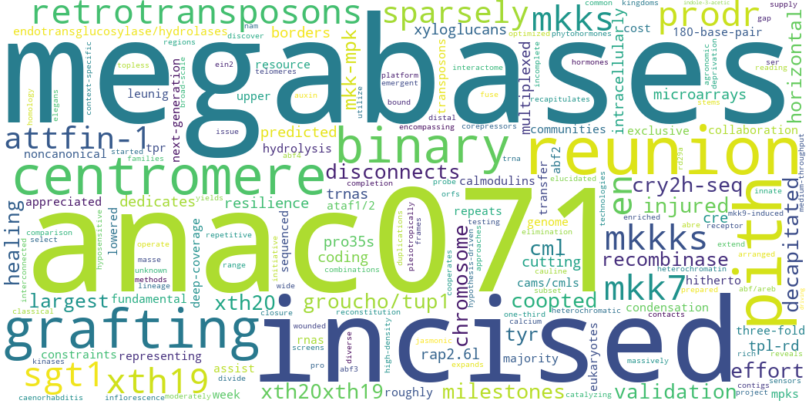 retrotransposons sparsely mkks prodr
endotransglucosylase/hydrolases borders xyloglucans cost 180-base-pair
megabases
horizontal
mkk-mpk
transposons
multiplexed
intracellularly
context-specific
regions
discover
telomeres
topless
ein2
broad-scale
nam
auxin
utilize
platform
emergent
bound
interactome
recapitulates
optimized
phytohormones
common
kingdoms
gap
supply
reading
ser
hormones
incomplete
fuse
agronomic
deprivation
stems
homology
elegans
next-generation
leunig upper resource issue
predicted
distal
encompassing
corepressors
microarrays
communities exclusive collaboration
attfin-1 tpr hydrolysis
noncanonical started
families
abf4
binary
reunion
trna
completion
calmodulins
probe
orfs
transfer
abf2
rd29a
elucidated
technologies
innate
medium-throughput
centromere disconnects
trnas
ataf1/2
en cry2h-seq
injured
cre
mkk9-induced
appreciated dedicates yields resilience
anac071
pith
healing
lowered
comparison
select
interconnected
hyposensitive
operate
masse
unknown
methods
lineage
deep-coverage
repetitive
range
initiative
wide
sequenced
pro35s
coding
combinations
duplications
frames
pleiotropically
repeats
testing
approaches
hypothesis-driven
cooperates
chromosome
genome
elimination
cml
cutting
cams/cmls
subset
cauline
enriched
abre
receptor
extend
heterochromatin
arranged
prepared
hitherto
abf/areb
mkkks
recombinase
mkk7
decapitated
largest fundamental xth20 groucho/tup1 coopted
condensation
contacts
three-fold
tpl-rd
classical
closure
reconstitution
one-third
heterochromatic
grafting
incised
constraints representing
kinases
xth19
sgt1
assist
divide
week
moderately
caenorhabditis
inflorescence
rnas
screens
wounded
pro
abf3
diverse
high-density
jasmonic
expands
rap2.6l
calcium
tyr
majority
catalyzing
eukaryotes
massively
rich
reveals
contigs
project
sensors
mpks
effort
xth20xth19 roughly milestones validation